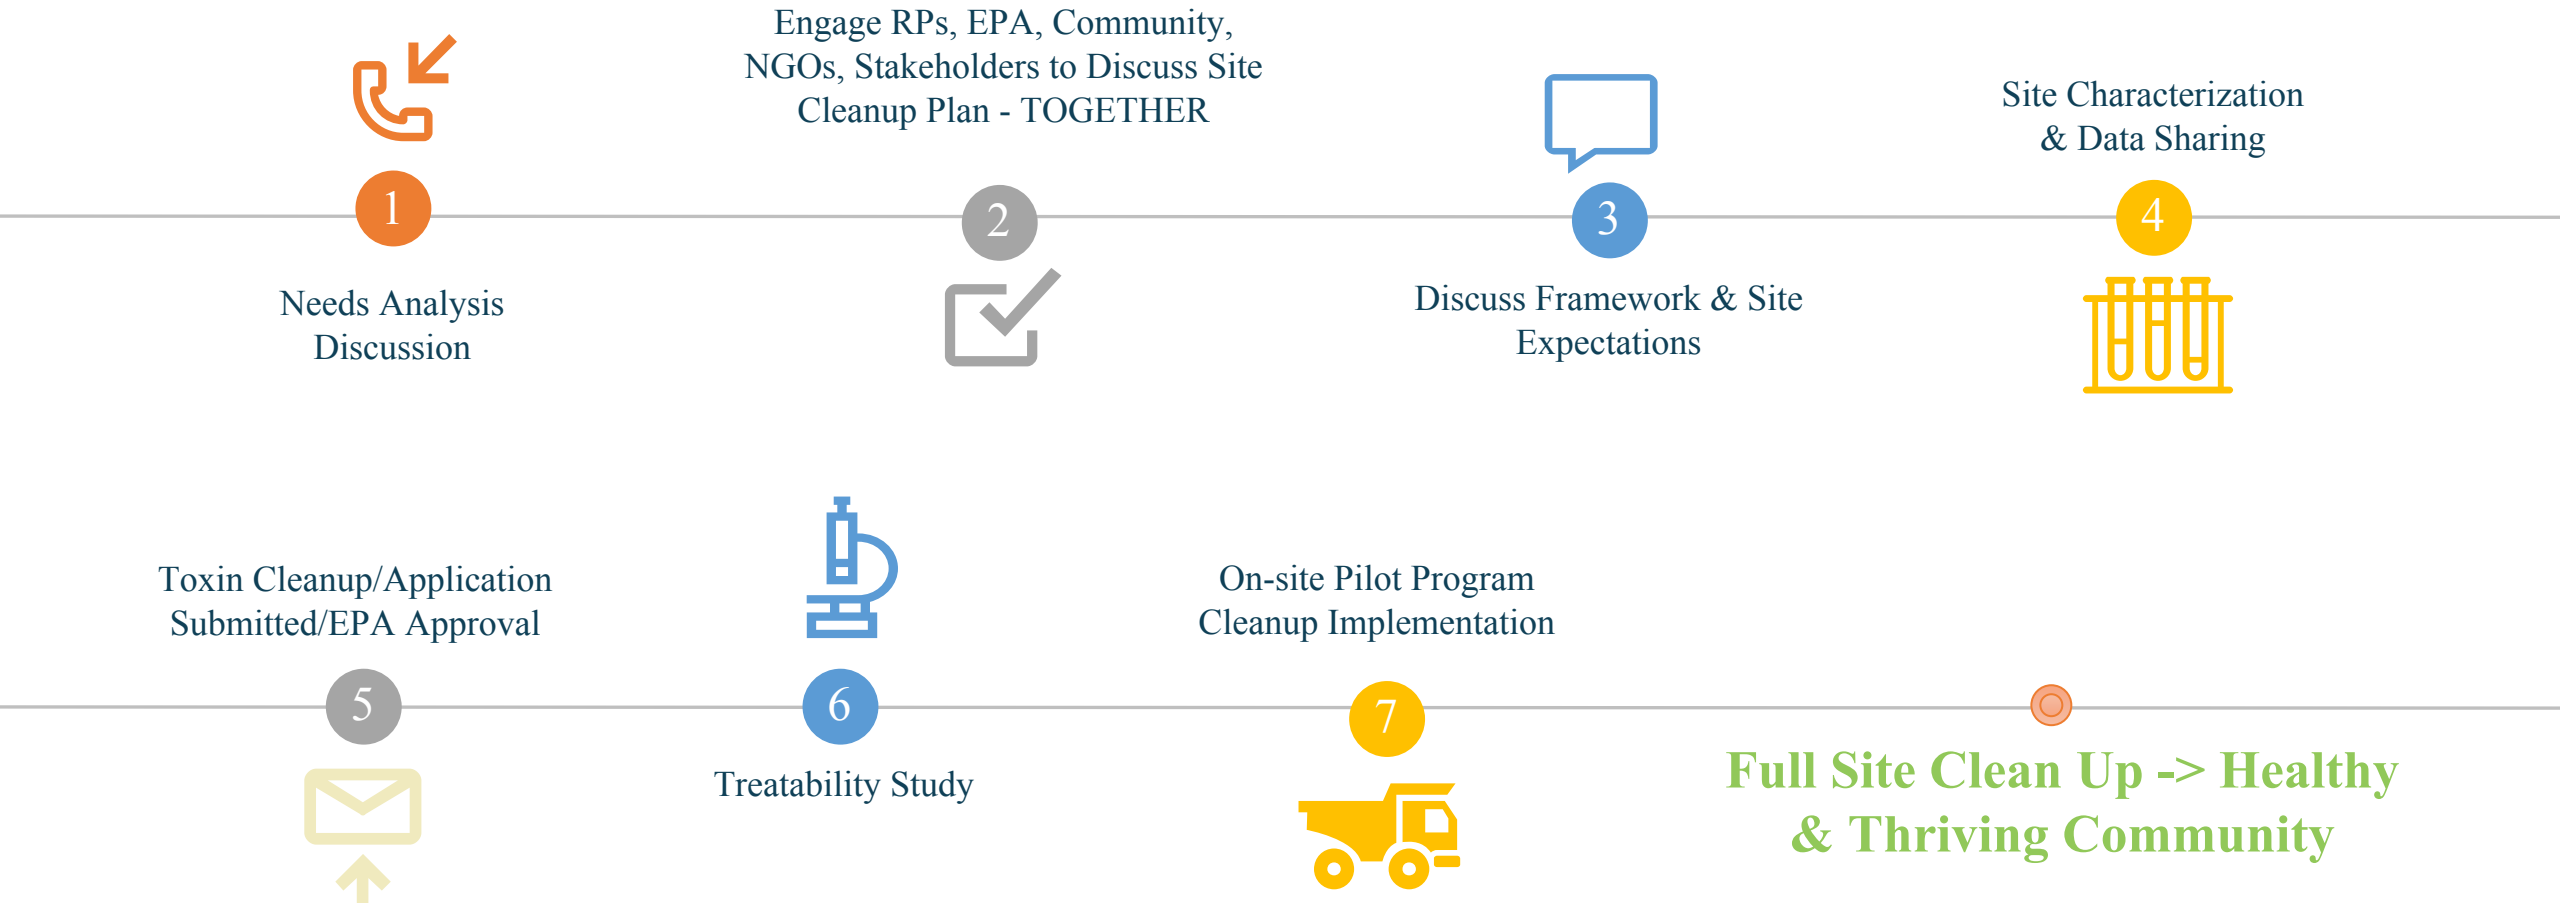 Engage RPs, EPA, Community,
NGOs, Stakeholders to Discuss Site
Cleanup Plan - TOGETHER
Site Characterization
& Data Sharing
1
2
3
4
Needs Analysis
Discussion
Discuss Framework & Site
Expectations
Toxin Cleanup/Application
Submitted/EPA Approval
On-site Pilot Program
Cleanup Implementation
5
6
7
Treatability Study
Full Site Clean Up -> Healthy
& Thriving Community